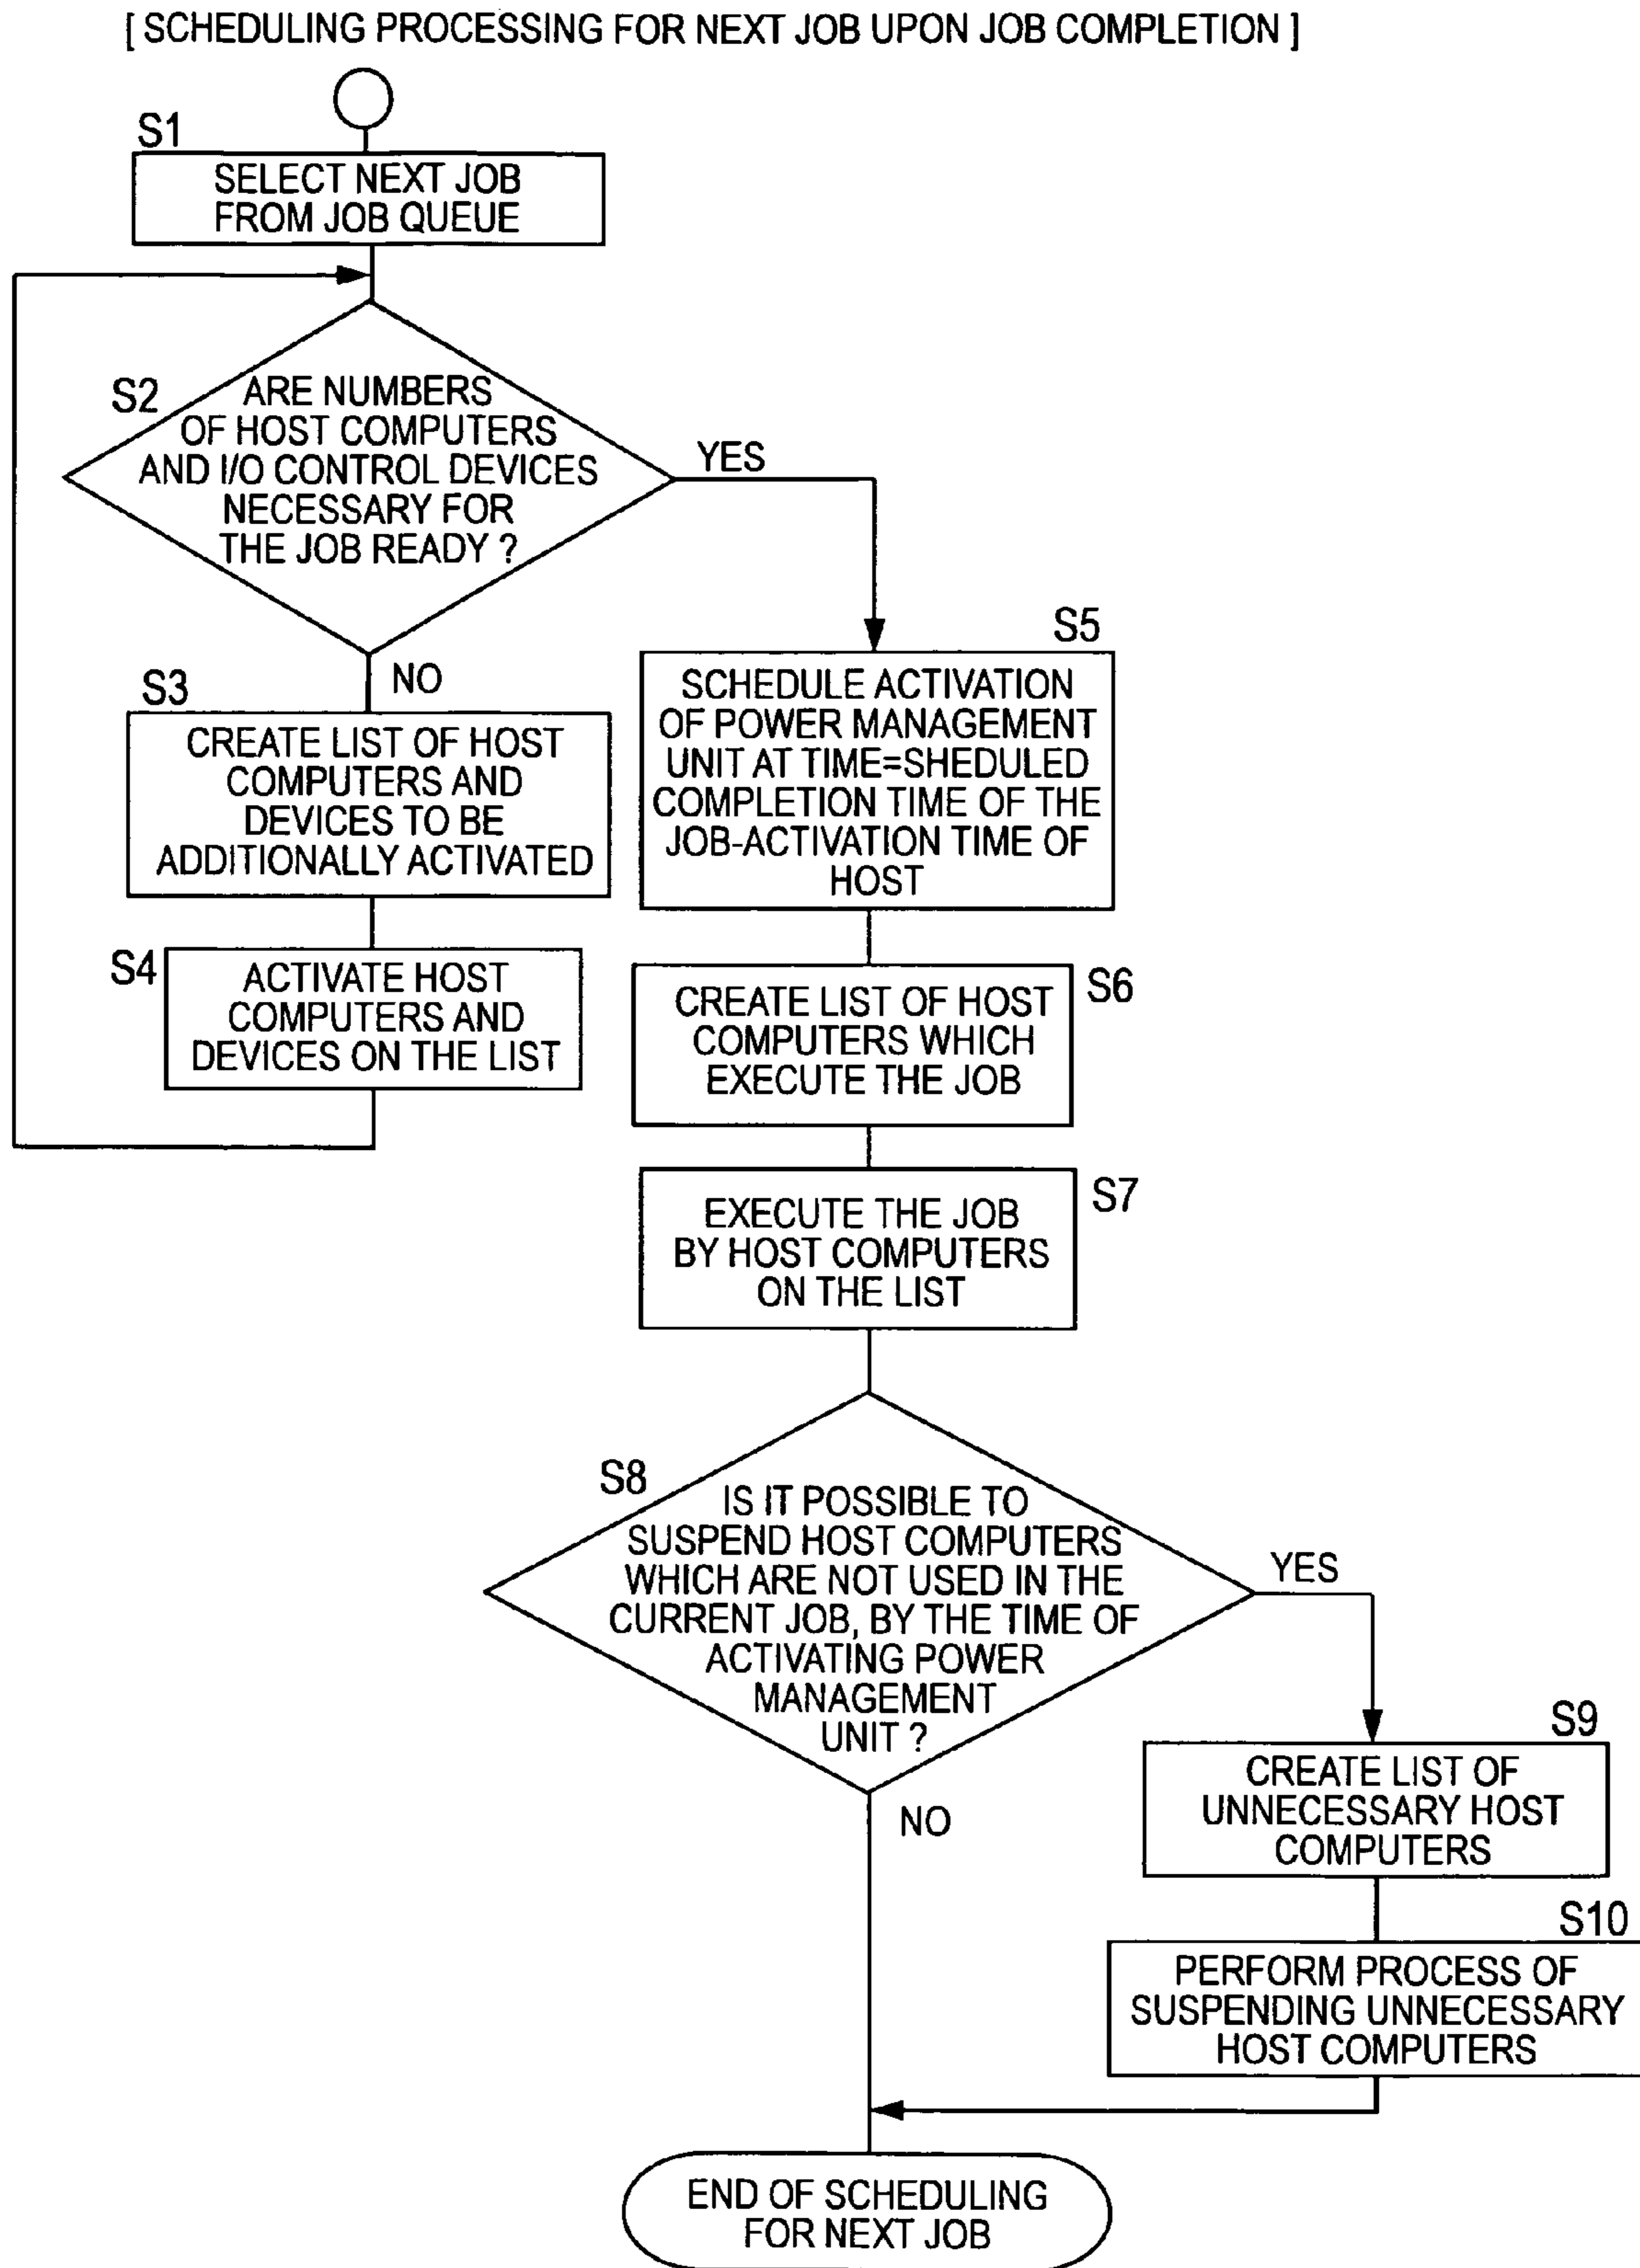 [ SCHEDULING PROCESSING FOR NEXT JOB UPON JOB COMPLETION ]
S1
SELECT NEXT JOB
FROM JOB QUEUE
S2
ARE NUMBERS
OF HOST COMPUTERS
AND I/O CONTROL DEVICES
NECESSARY FOR
THE JOB READY ?
YES
NO
S3
CREATE LIST OF HOST
COMPUTERS AND
DEVICES TO BE
ADDITIONALLY ACTIVATED
S4
ACTIVATE HOST
COMPUTERS AND
DEVICES ON THE LIST
S5
SCHEDULE ACTIVATION
OF POWER MANAGEMENT
UNIT AT TIME=SHEDULED
COMPLETION TIME OF THE
JOB-ACTIVATION TIME OF
HOST
S6
CREATE LIST OF HOST
COMPUTERS WHICH
EXECUTE THE JOB
S7
EXECUTE THE JOB
BY HOST COMPUTERS
ON THE LIST
S8
IS IT POSSIBLE TO
SUSPEND HOST COMPUTERS
WHICH ARE NOT USED IN THE
CURRENT JOB, BY THE TIME OF
ACTIVATING POWER
MANAGEMENT
UNIT ?
YES
NO
S9
CREATE LIST OF
UNNECESSARY HOST
COMPUTERS
S10
PERFORM PROCESS OF
SUSPENDING UNNECESSARY
HOST COMPUTERS
END OF SCHEDULING
FOR NEXT JOB